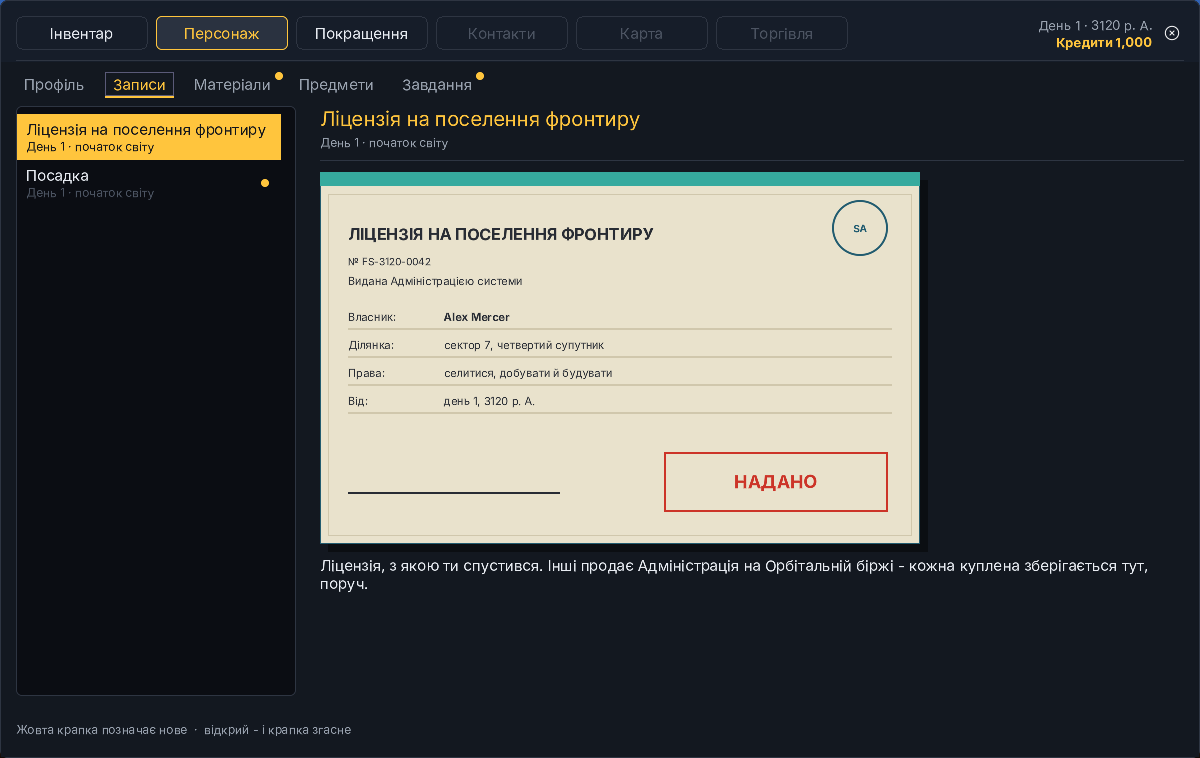 Інвентар
Персонаж
Покращення
Контакти
Карта
Торгівля
День 1 · 3120 р. А.
Кредити 1,000
Профіль
Записи
Матеріали
Предмети
Завдання
Ліцензія на поселення фронтиру
День 1 · початок світу
Посадка
День 1 · початок світу
Ліцензія на поселення фронтиру
День 1 · початок світу
ЛІЦЕНЗІЯ НА ПОСЕЛЕННЯ ФРОНТИРУ
SA
№ FS-3120-0042
Видана Адміністрацією системи
Власник: Alex Mercer
Ділянка: сектор 7, четвертий супутник
Права: селитися, добувати й будувати
Від: день 1, 3120 р. А.
НАДАНО
Ліцензія, з якою ти спустився. Інші продає Адміністрація на Орбітальній біржі - кожна куплена зберігається тут,
поруч.
Жовта крапка позначає нове · відкрий - і крапка згасне